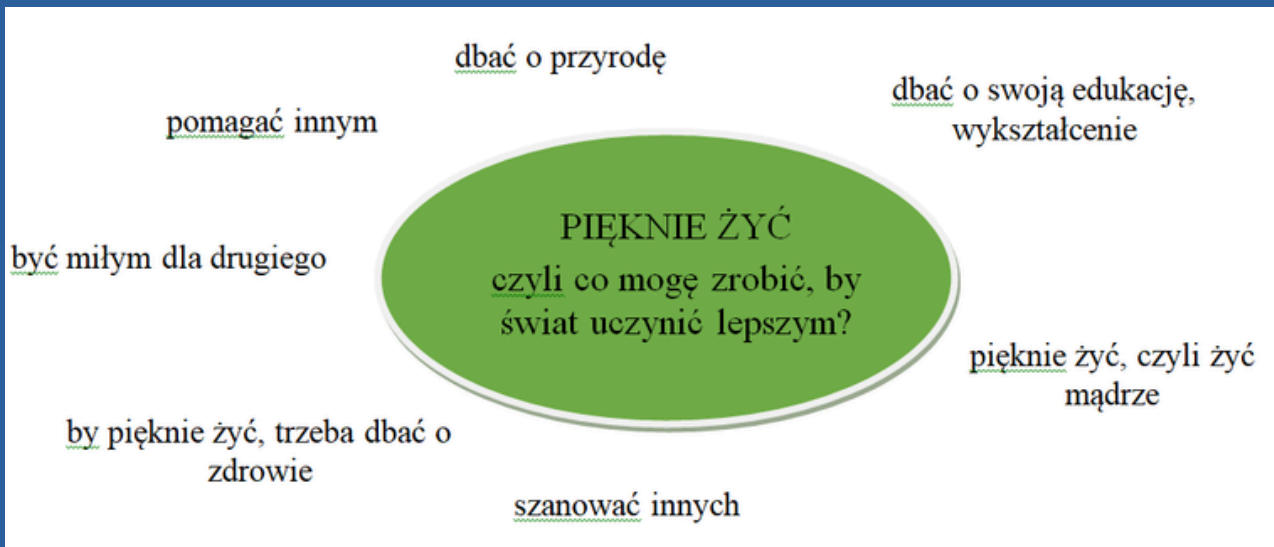 dbać o przyrodę
dbać o swoją edukację,
wykształcenie
pomagać innym
PIĘKNIE ŻYĆ
czyli co mogę zrobić, by
świat uczynić lepszym?
być miłym dla drugiego
pięknie żyć, czyli żyć
mądrze
by pięknie żyć, trzeba dbać o
zdrowie
szanować innych